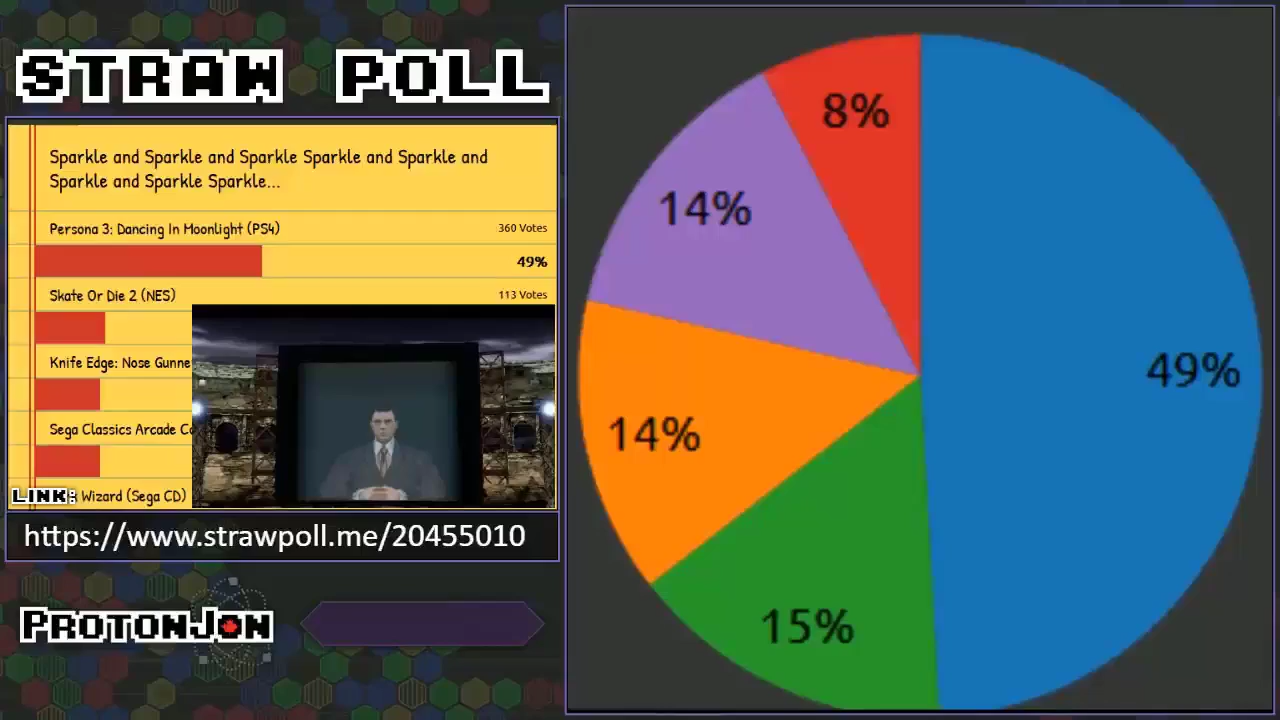 STRAW POLL
Sparkle and Sparkle and Sparkle Sparkle and Sparkle and
Sparkle and Sparkle Sparkle...
Persona 3: Dancing In Moonlight (PS4) 360 Votes
49%
Skate Or Die 2 (NES) 113 Votes
Knife Edge: Nose Gunne
Sega Classics Arcade Co
LINK: Wizard (Sega CD)
https://www.strawpoll.me/20455010
PROTONJON
8%
14%
49%
14%
15%